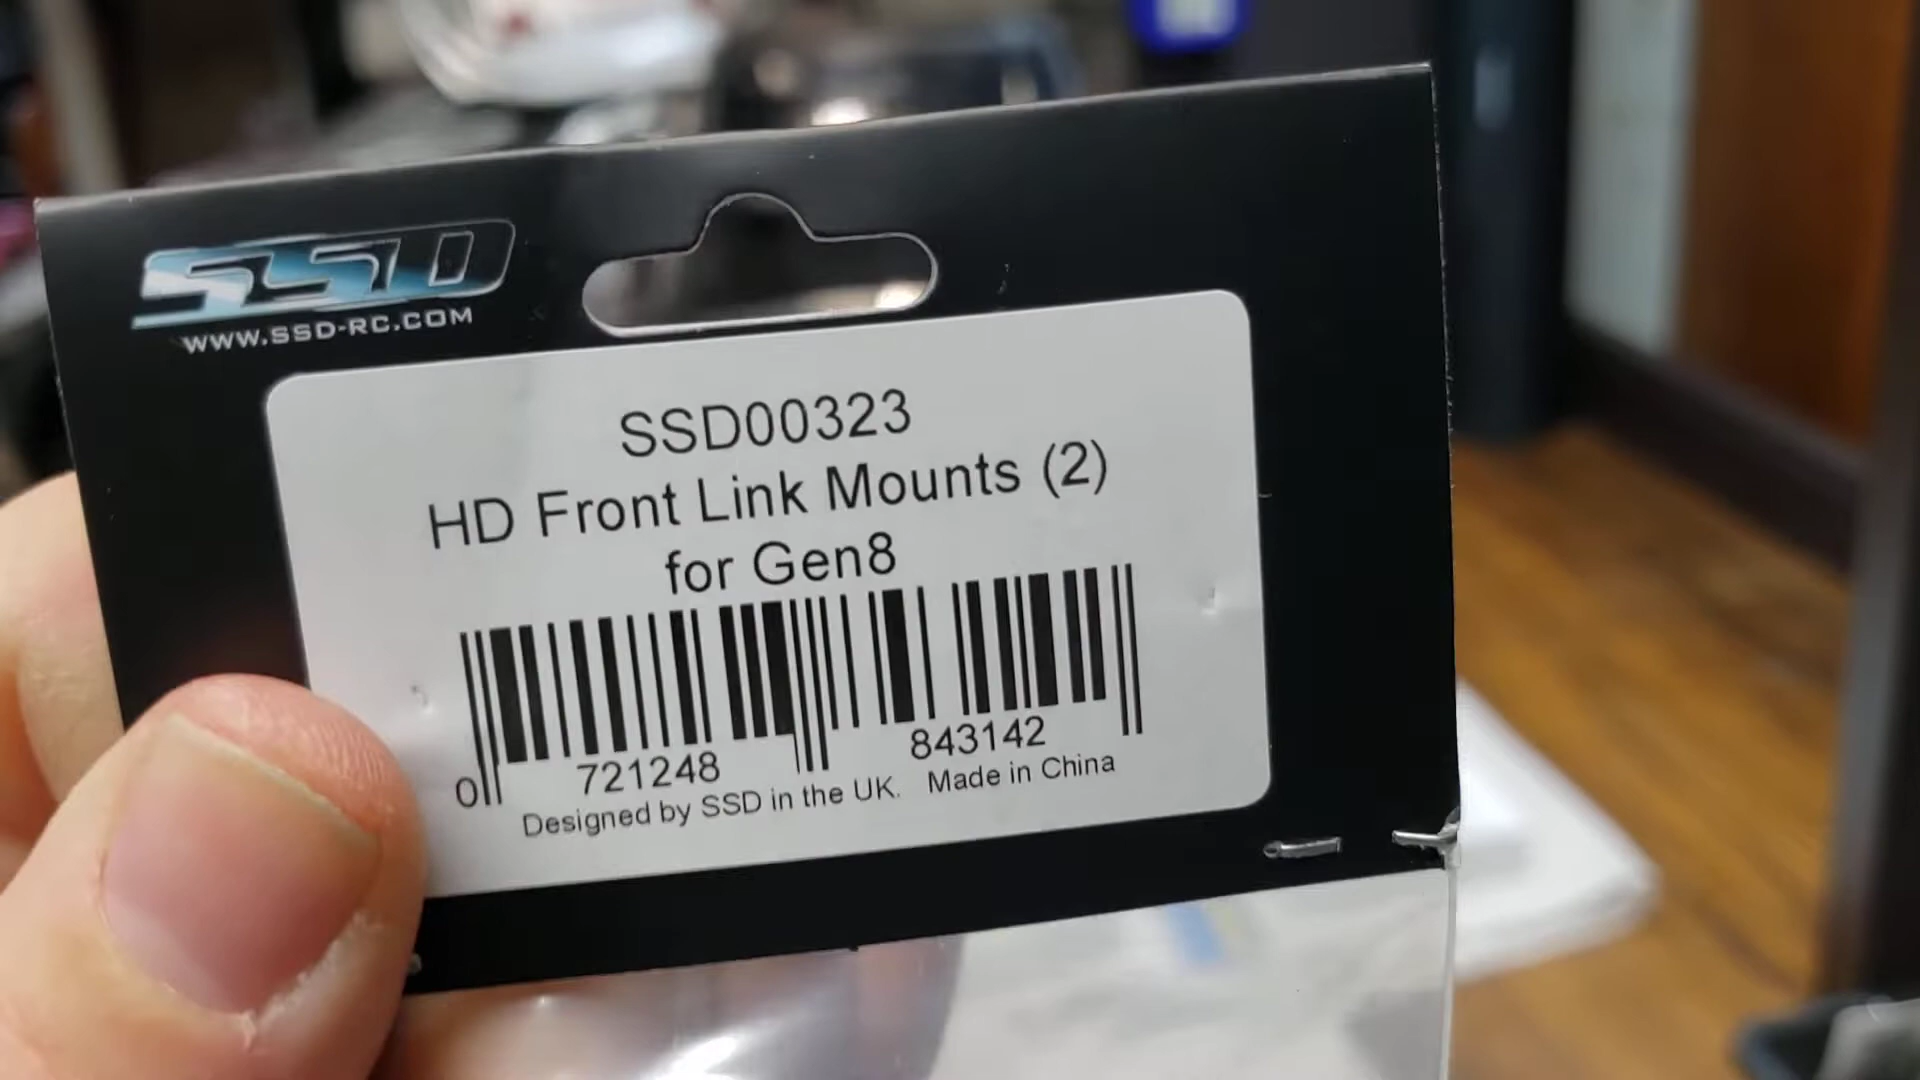 SSD
WWW.SSD-RC.COM
SSD00323
HD Front Link Mounts (2)
for Gen8
0 721248 843142
Designed by SSD in the UK. Made in China